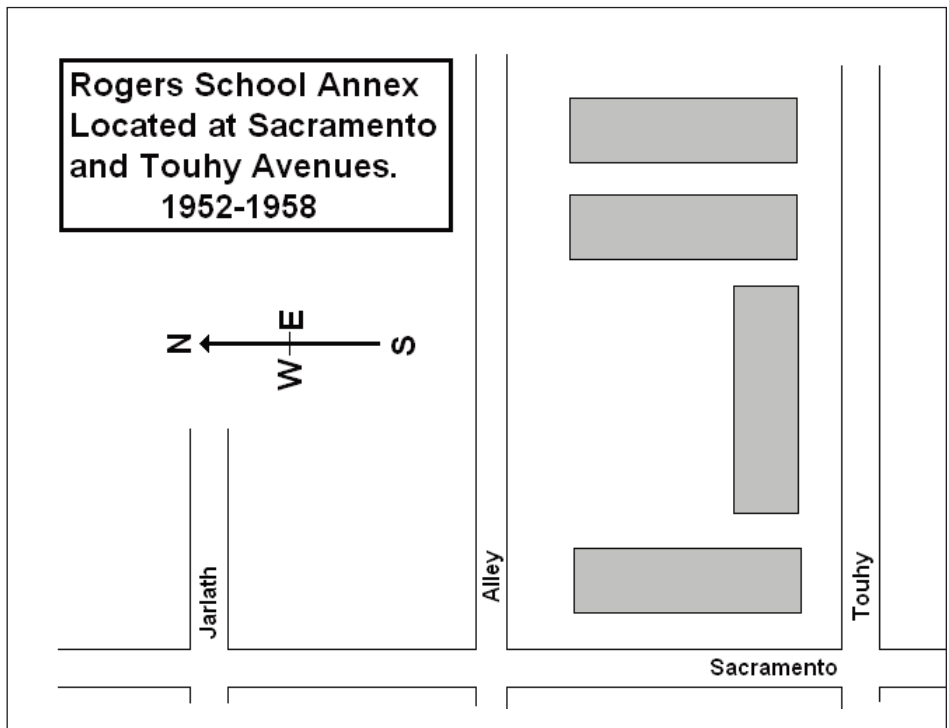 Rogers School Annex
Located at Sacramento
and Touhy Avenues.
1952-1958
N
E
W
S
Jarlath
Alley
Touhy
Sacramento